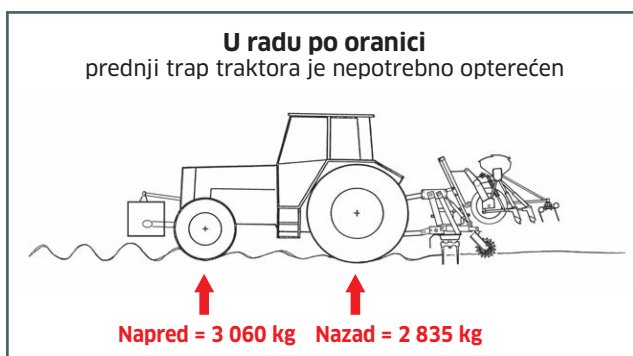 U radu po oranici
prednji trap traktora je nepotrebno opterećen
Napred = 3 060 kg Nazad = 2 835 kg